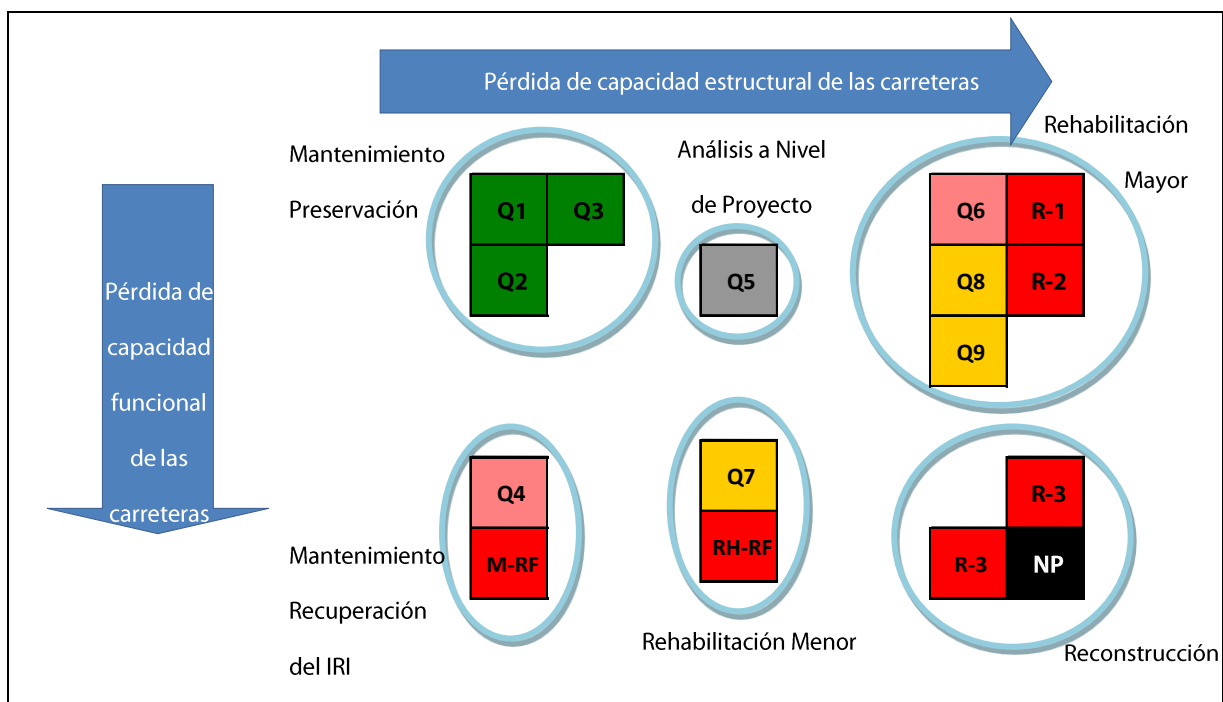 Pérdida de capacidad estructural de las carreteras
Pérdida de
capacidad
funcional
de las
carreteras
Mantenimiento
Preservación
Q1 Q3
Q2
Análisis a Nivel
de Proyecto
Q5
Rehabilitación
Mayor
Q6 R-1
Q8 R-2
Q9
Mantenimiento
Recuperación
del IRI
Q4
M-RF
Q7
RH-RF
Rehabilitación Menor
R-3
R-3 NP
Reconstrucción